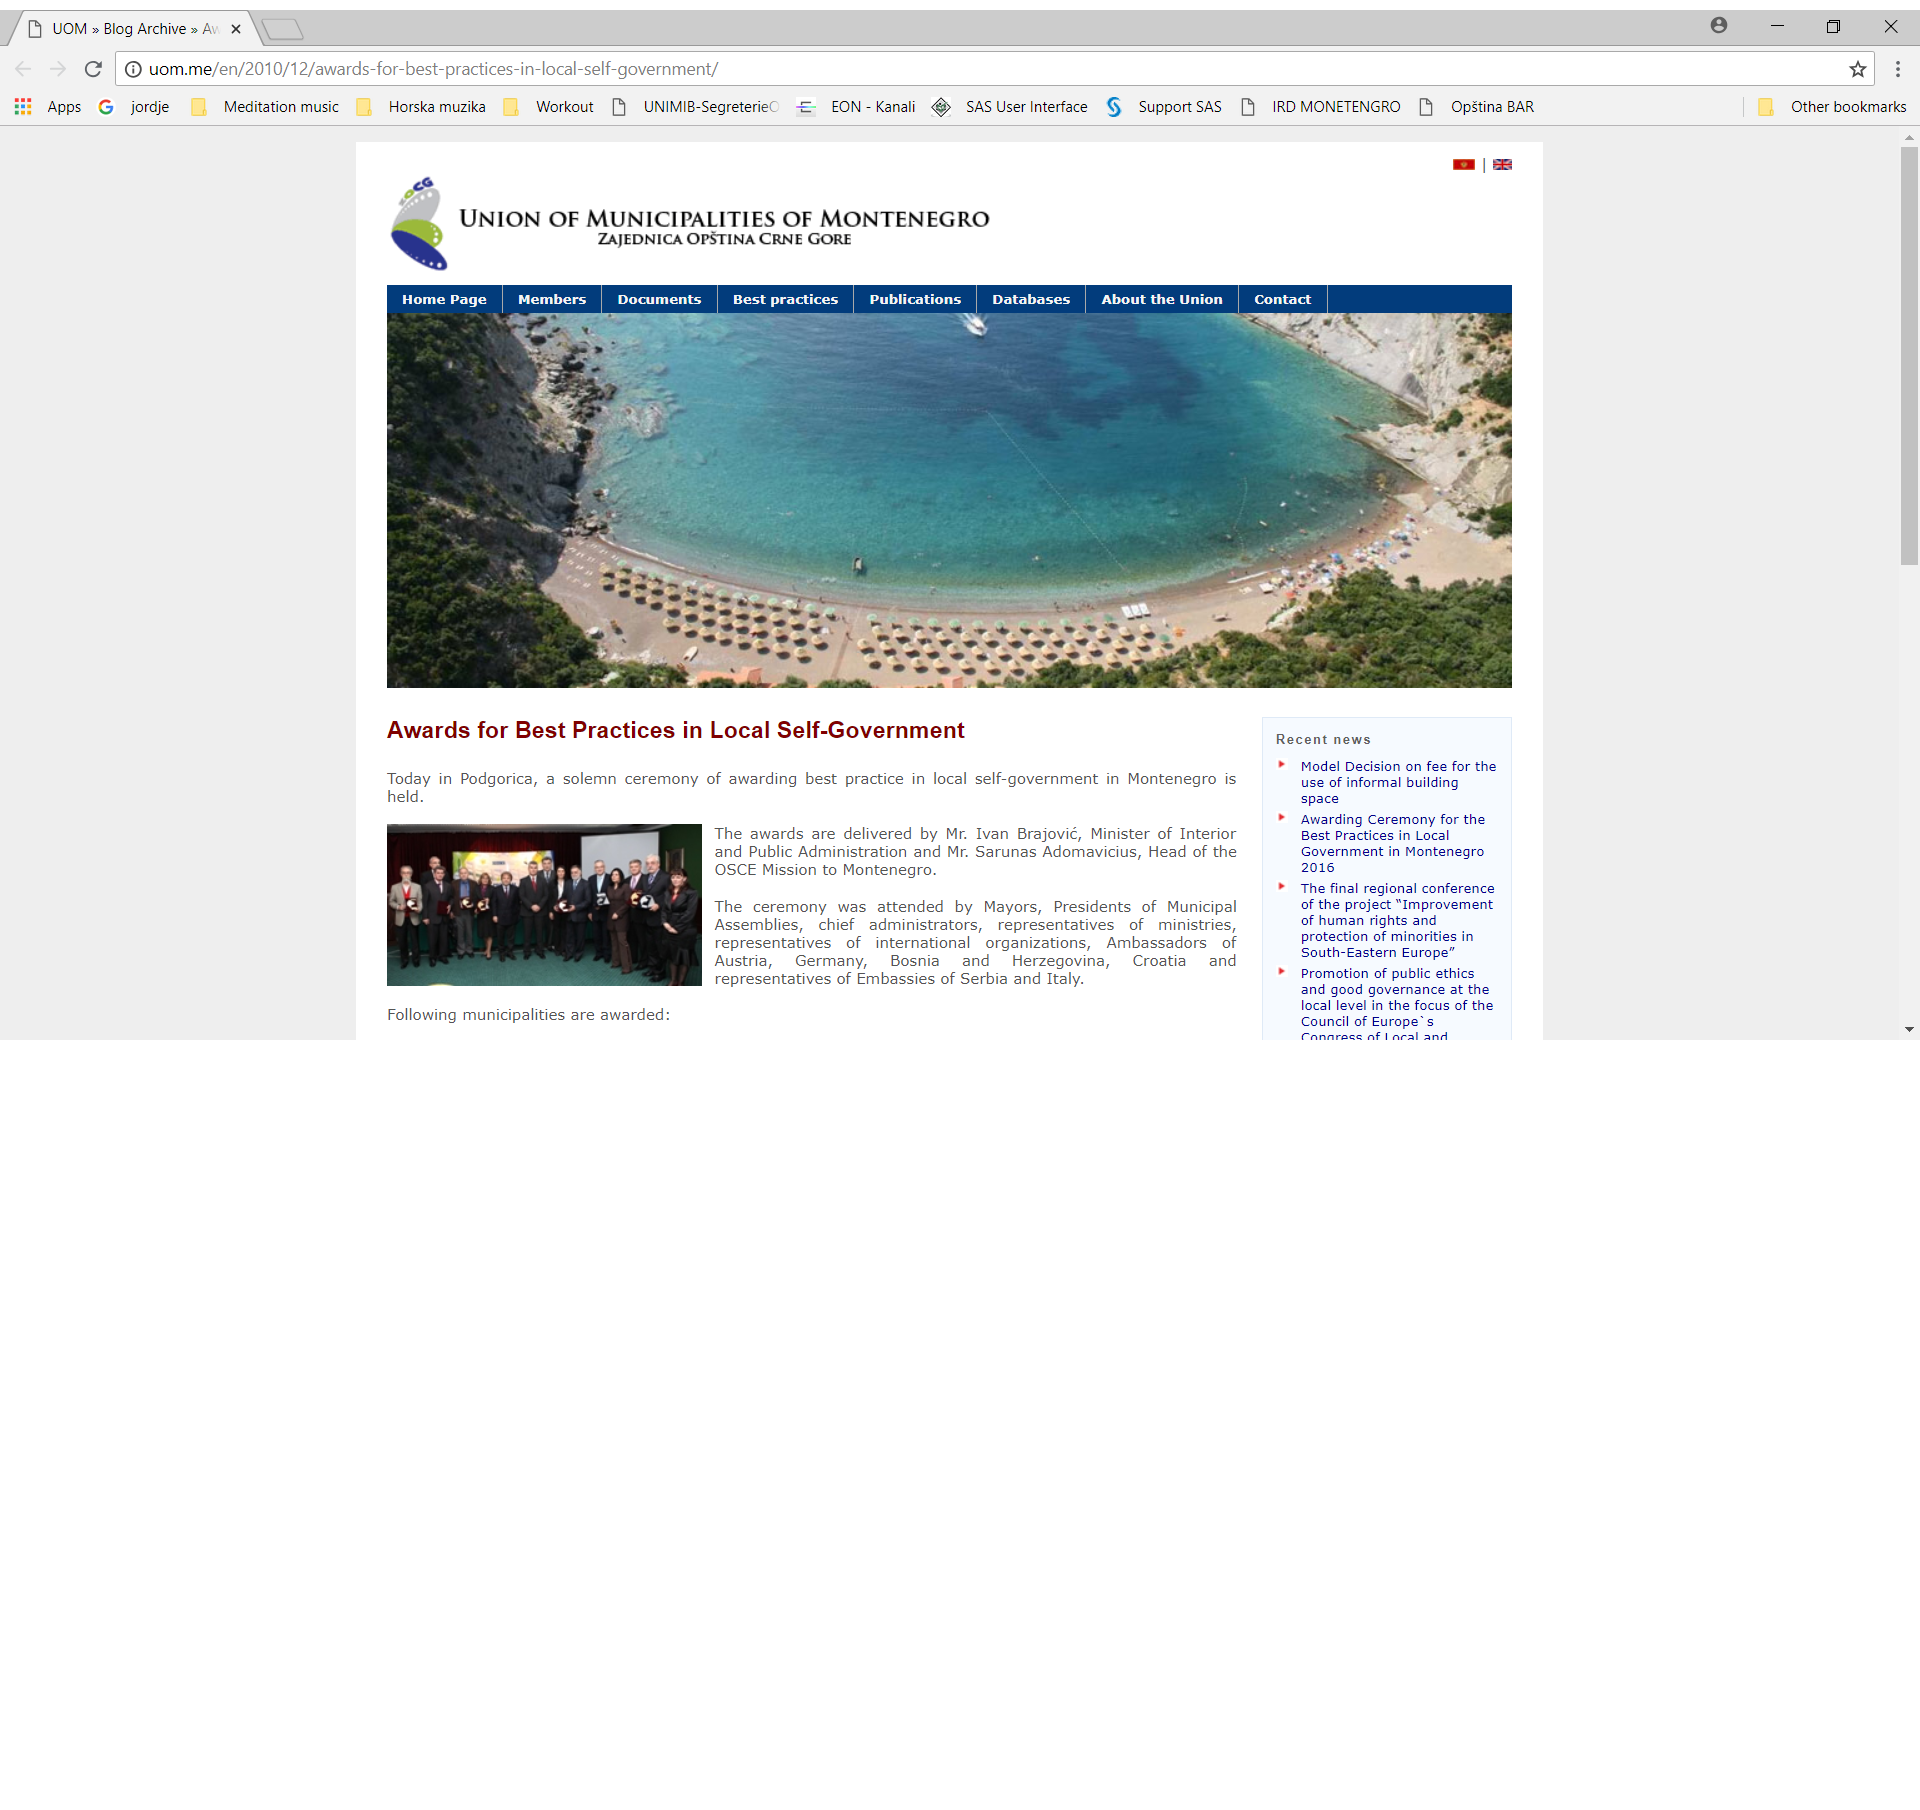 UOM » Blog Archive » Aw
uom.me/en/2010/12/awards-for-best-practices-in-local-self-government/
Apps jordje Meditation music Horska muzika Workout UNIMIB-SegreterieO EON - Kanali SAS User Interface Support SAS IRD MONETENGRO Opština BAR Other bookmarks
|
UNION OF MUNICIPALITIES OF MONTENEGRO
ZAJEDNICA OPŠTINA CRNE GORE
Home Page Members Documents Best practices Publications Databases About the Union Contact
Awards for Best Practices in Local Self-Government
Today in Podgorica, a solemn ceremony of awarding best practice in local self-government in Montenegro is
held.
The awards are delivered by Mr. Ivan Brajović, Minister of Interior
and Public Administration and Mr. Sarunas Adomavicius, Head of the
OSCE Mission to Montenegro.
The ceremony was attended by Mayors, Presidents of Municipal
Assemblies, chief administrators, representatives of ministries,
representatives of international organizations, Ambassadors of
Austria, Germany, Bosnia and Herzegovina, Croatia and
representatives of Embassies of Serbia and Italy.
Following municipalities are awarded:
Recent news
Model Decision on fee for the
use of informal building
space
Awarding Ceremony for the
Best Practices in Local
Government in Montenegro
2016
The final regional conference
of the project “Improvement
of human rights and
protection of minorities in
South-Eastern Europe”
Promotion of public ethics
and good governance at the
local level in the focus of the
Council of Europe`s
Congress of Local and